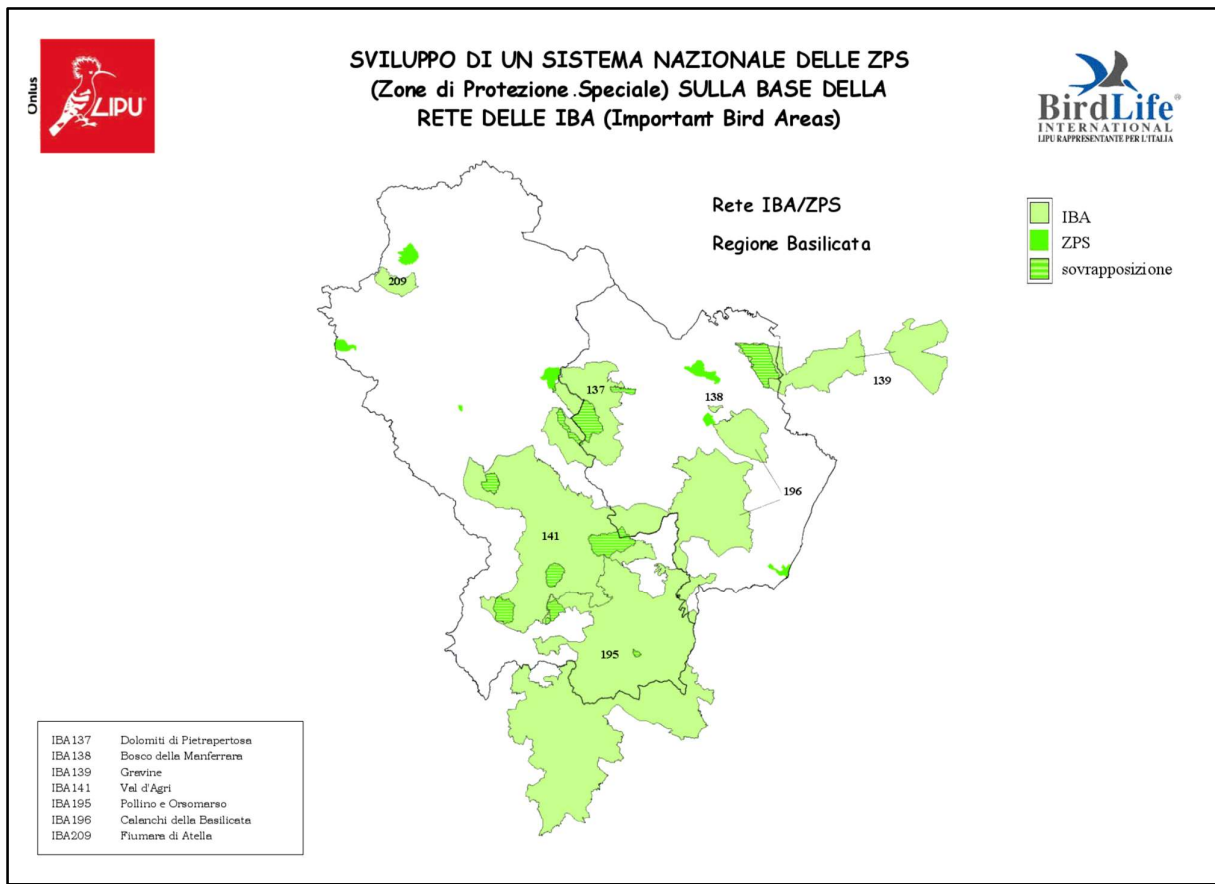 Onlus
LIPU
SVILUPPO DI UN SISTEMA NAZIONALE DELLE ZPS
(Zone di Protezione.Speciale) SULLA BASE DELLA
RETE DELLE IBA (Important Bird Areas)
BirdLife®
INTERNATIONAL
LIPU RAPPRESENTANTE PER L'ITALIA
Rete IBA/ZPS
Regione Basilicata
IBA
ZPS
sovrapposizione
209
137
138
139
196
141
195
IBA137 Dolomiti di Pietrapertosa
IBA138 Bosco della Manferrara
IBA139 Gravine
IBA141 Val d'Agri
IBA195 Pollino e Orsomarso
IBA196 Calanchi della Basilicata
IBA209 Fiumara di Atella